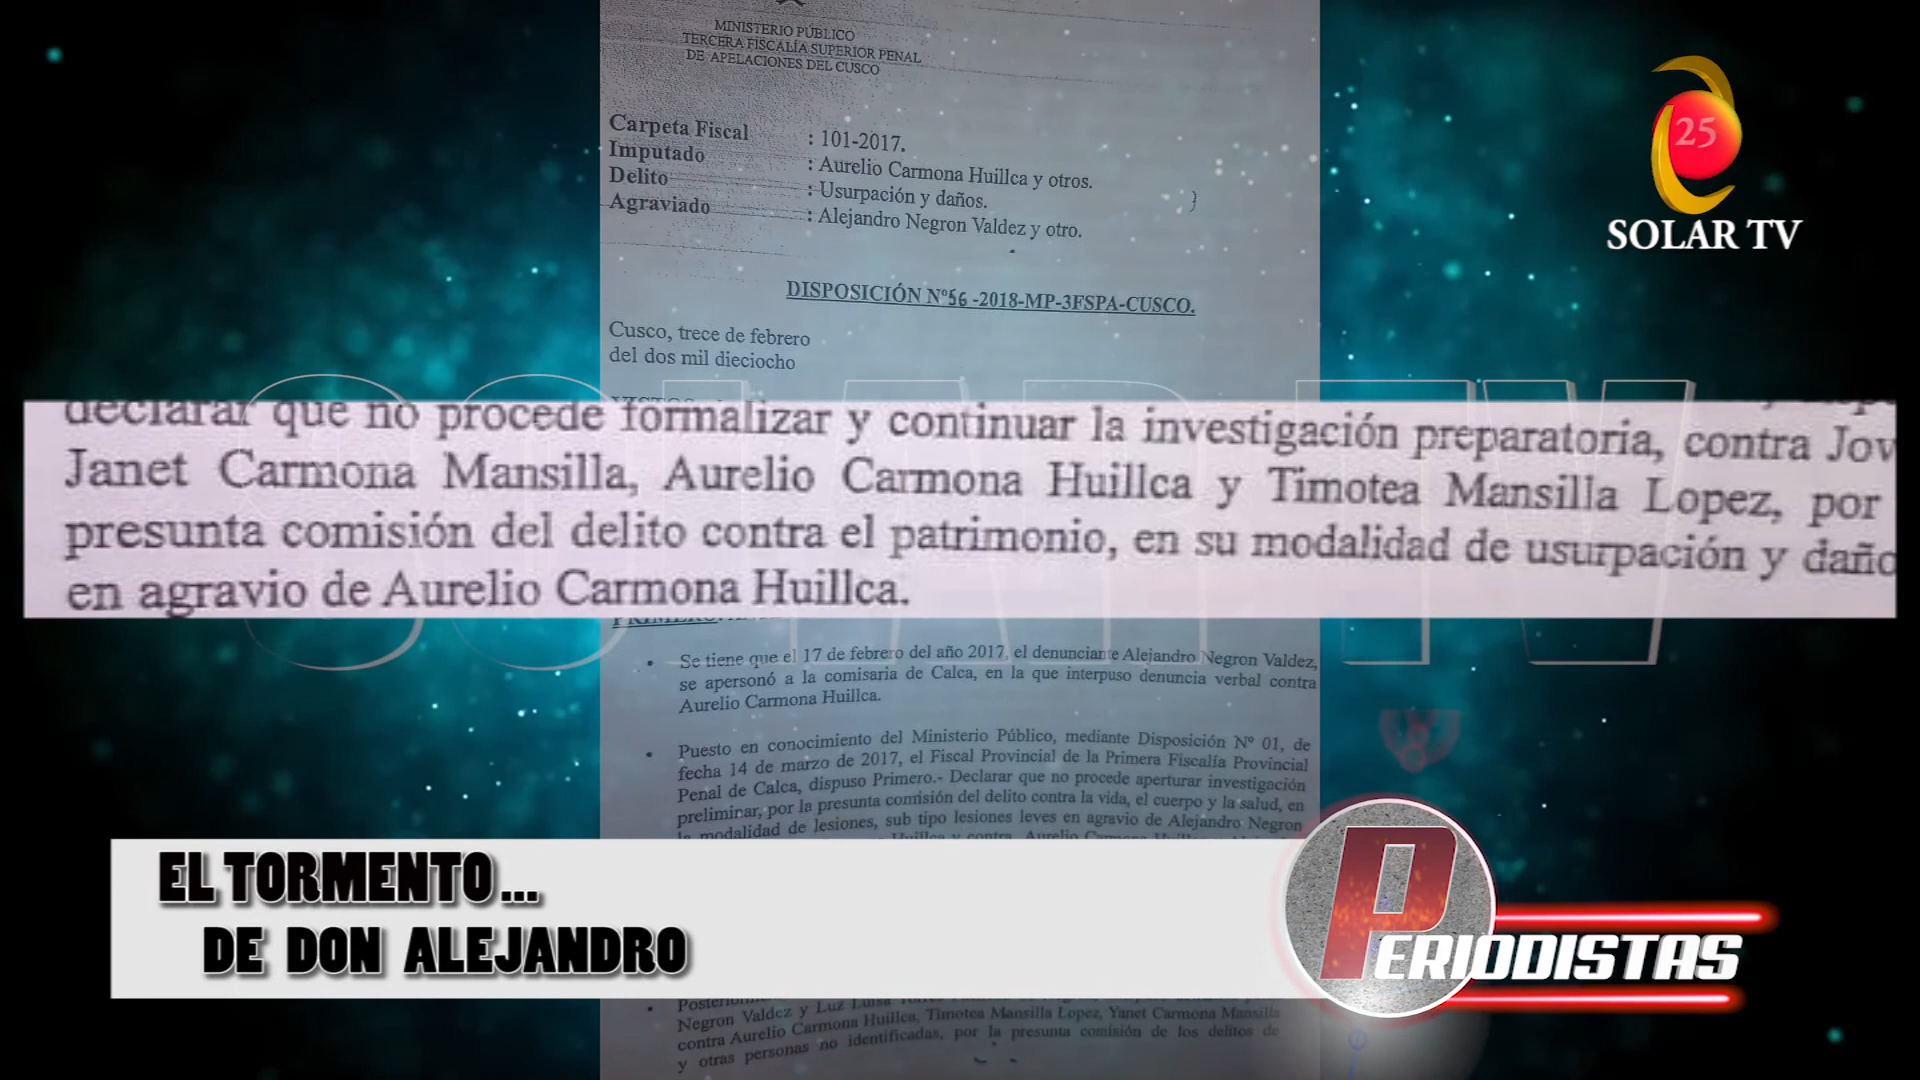 MINISTERIO PÚBLICO
TERCERA FISCALÍA SUPERIOR PENAL
DE APELACIONES DEL CUSCO
25
SOLAR TV
Carpeta Fiscal : 101-2017.
Imputado : Aurelio Carmona Huillca y otros.
Delito : Usurpación y daños.
Agraviado : Alejandro Negron Valdez y otro.
DISPOSICIÓN Nº56 -2018-MP-3FSPA-CUSCO.
Cusco, trece de febrero
del dos mil dieciocho
SOLAR TV
declarar que no procede formalizar y continuar la investigación preparatoria, contra Jov
Janet Carmona Mansilla, Aurelio Carmona Huillca y Timotea Mansilla Lopez, por
presunta comisión del delito contra el patrimonio, en su modalidad de usurpación y daño
en agravio de Aurelio Carmona Huillca.
• Se tiene que el 17 de febrero del año 2017, el denunciante Alejandro Negron Valdez,
se apersonó a la comisaria de Calca, en la que interpuso denuncia verbal contra
Aurelio Carmona Huillca.
• Puesto en conocimiento del Ministerio Público, mediante Disposición Nº 01, de
fecha 14 de marzo de 2017, el Fiscal Provincial de la Primera Fiscalía Provincial
Penal de Calca, dispuso Primero.- Declarar que no procede aperturar investigación
preliminar, por la presunta comisión del delito contra la vida, el cuerpo y la salud, en
la modalidad de lesiones, sub tipo lesiones leves en agravio de Alejandro Negron
EL TORMENTO...
DE DON ALEJANDRO
PERIODISTAS
Negron Valdez y Luz Luisa
contra Aurelio Carmona Huillca, Timotea Mansilla Lopez, Yanet Carmona Mansilla
y otras personas no identificadas, por la presunta comisión de los delitos de